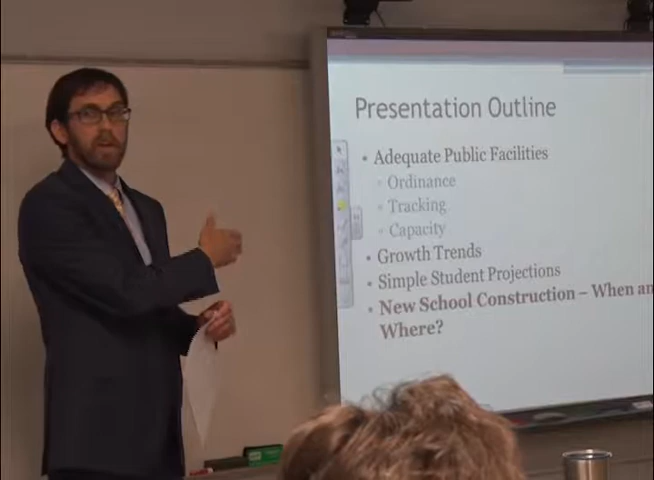 Presentation Outline
• Adequate Public Facilities
• Ordinance
• Tracking
• Capacity
• Growth Trends
• Simple Student Projections
• New School Construction – When an
Where?